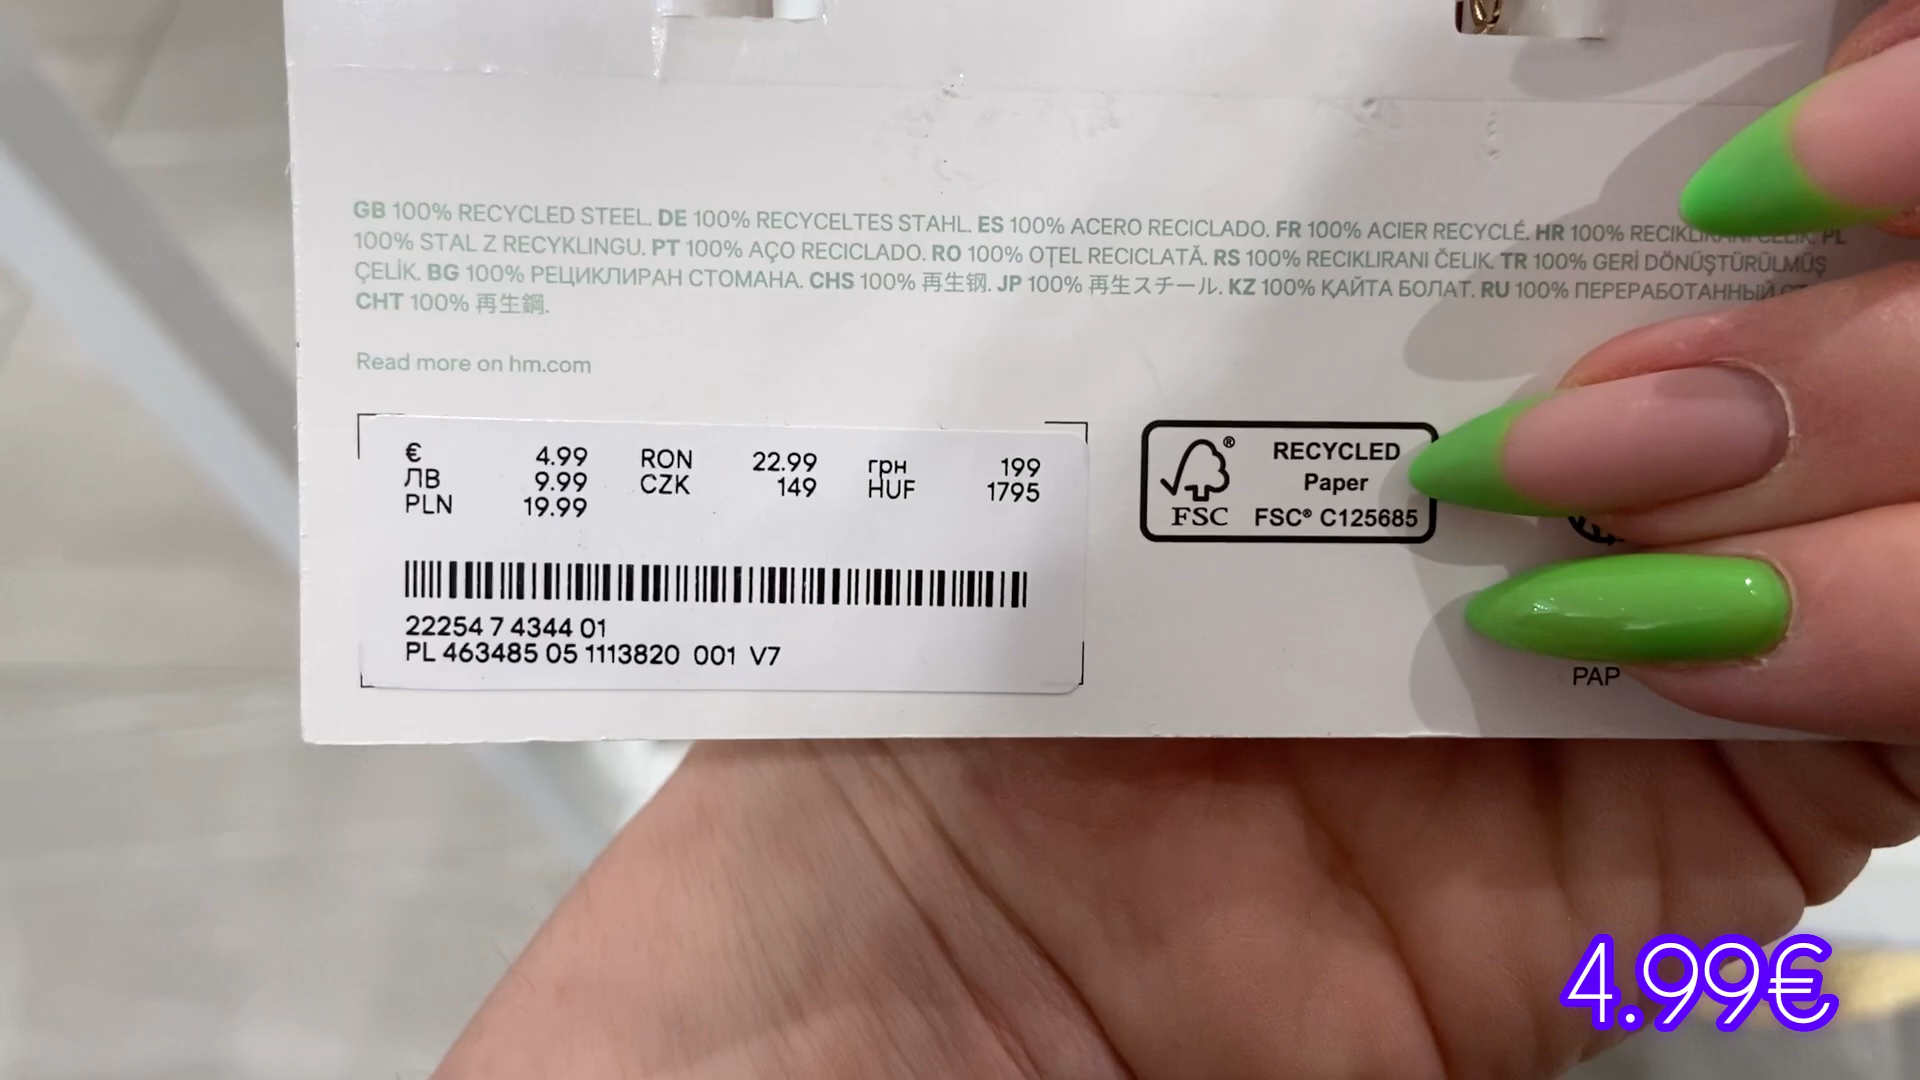 GB 100% RECYCLED STEEL. DE 100% RECYCELTES STAHL. ES 100% ACERO RECICLADO. FR 100% ACIER RECYCLÉ. HR 100% RECIKLIRANI ČELIK. PL
100% STAL Z RECYKLINGU. PT 100% AÇO RECICLADO. RO 100% OȚEL RECICLATĂ. RS 100% RECIKLIRANI ČELIK. TR 100% GERİ DÖNÜŞTÜRÜLMÜŞ
ÇELİK. BG 100% РЕЦИКЛИРАН СТОМАНА. CHS 100% 再生钢. JP 100% 再生スチール. KZ 100% ҚАЙТА БОЛАТ. RU 100% ПЕРЕРАБОТАННЫЙ
CHT 100% 再生鋼.
Read more on hm.com
€ 4.99 RON 22.99 грн 199
ЛВ 9.99 CZK 149 HUF 1795
PLN 19.99
22254 7 4344 01
PL 463485 05 1113820 001 V7
RECYCLED
Paper
FSC® C125685
FSC ®
PAP
4.99€